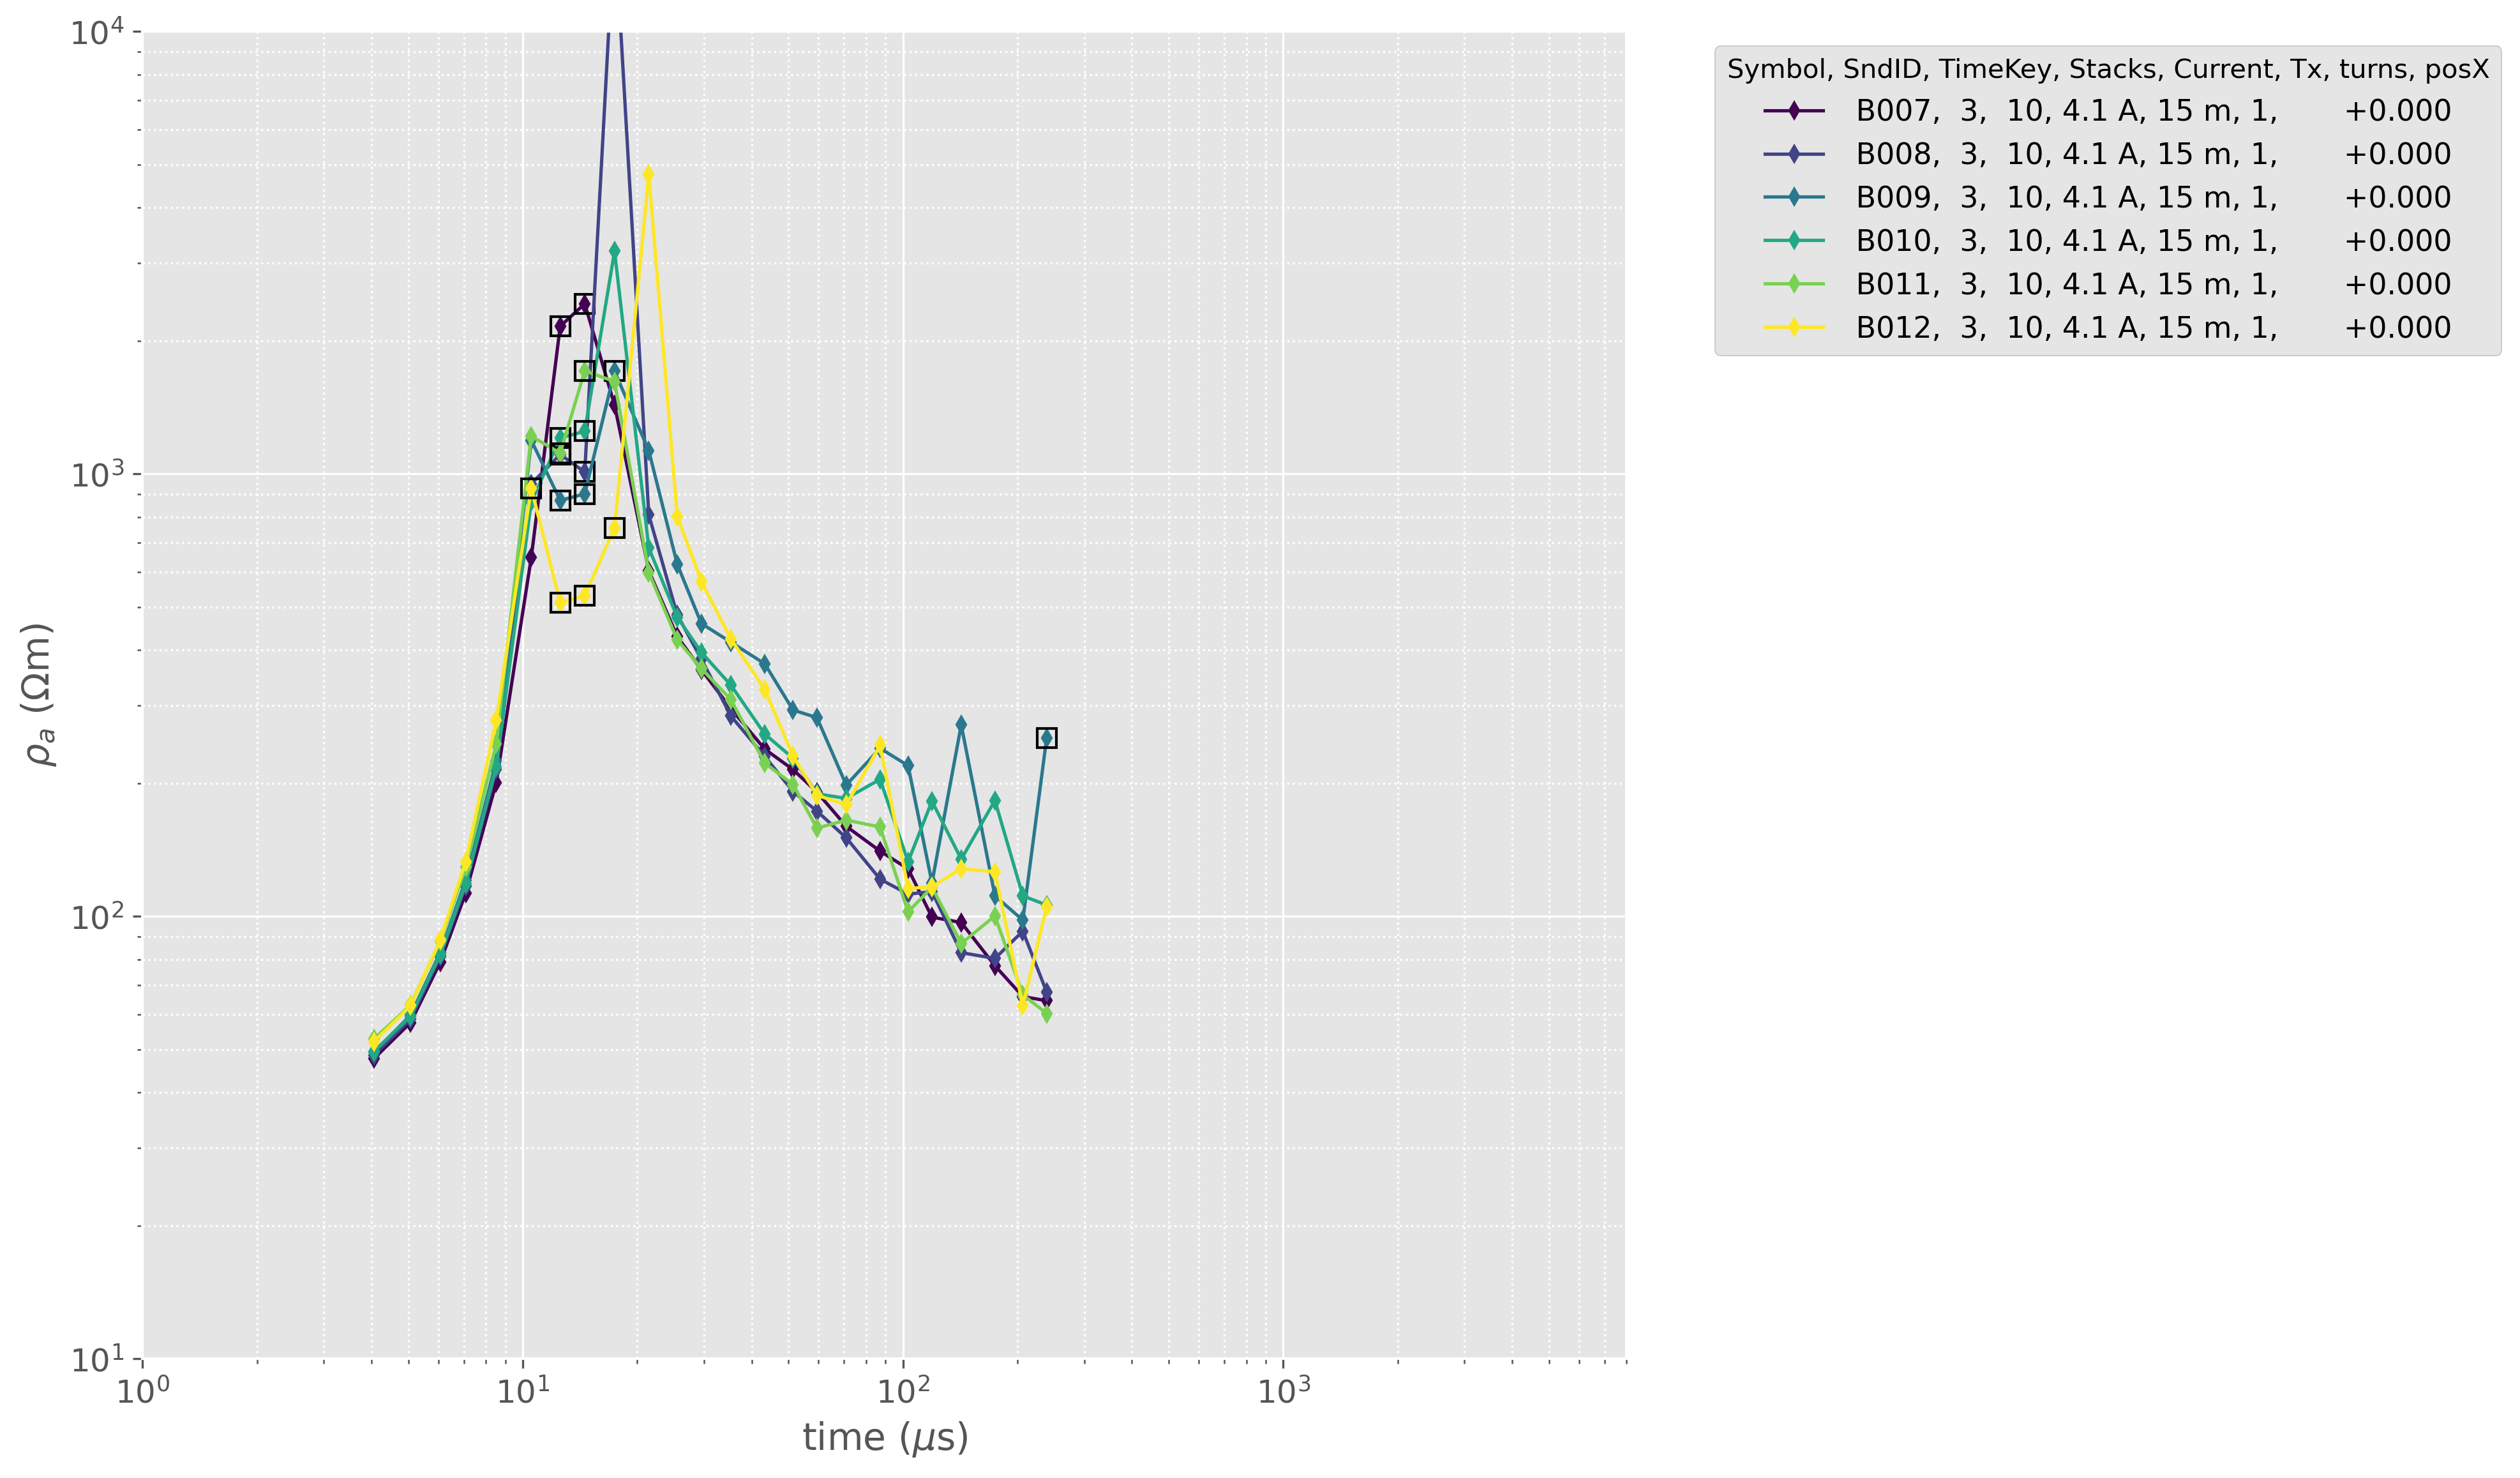 10⁴
10³
10²
10¹
ρₐ (Ωm)
10⁰ 10¹ 10² 10³
time (μs)
Symbol, SndID, TimeKey, Stacks, Current, Tx, turns, posX
B007, 3, 10, 4.1 A, 15 m, 1, +0.000
B008, 3, 10, 4.1 A, 15 m, 1, +0.000
B009, 3, 10, 4.1 A, 15 m, 1, +0.000
B010, 3, 10, 4.1 A, 15 m, 1, +0.000
B011, 3, 10, 4.1 A, 15 m, 1, +0.000
B012, 3, 10, 4.1 A, 15 m, 1, +0.000